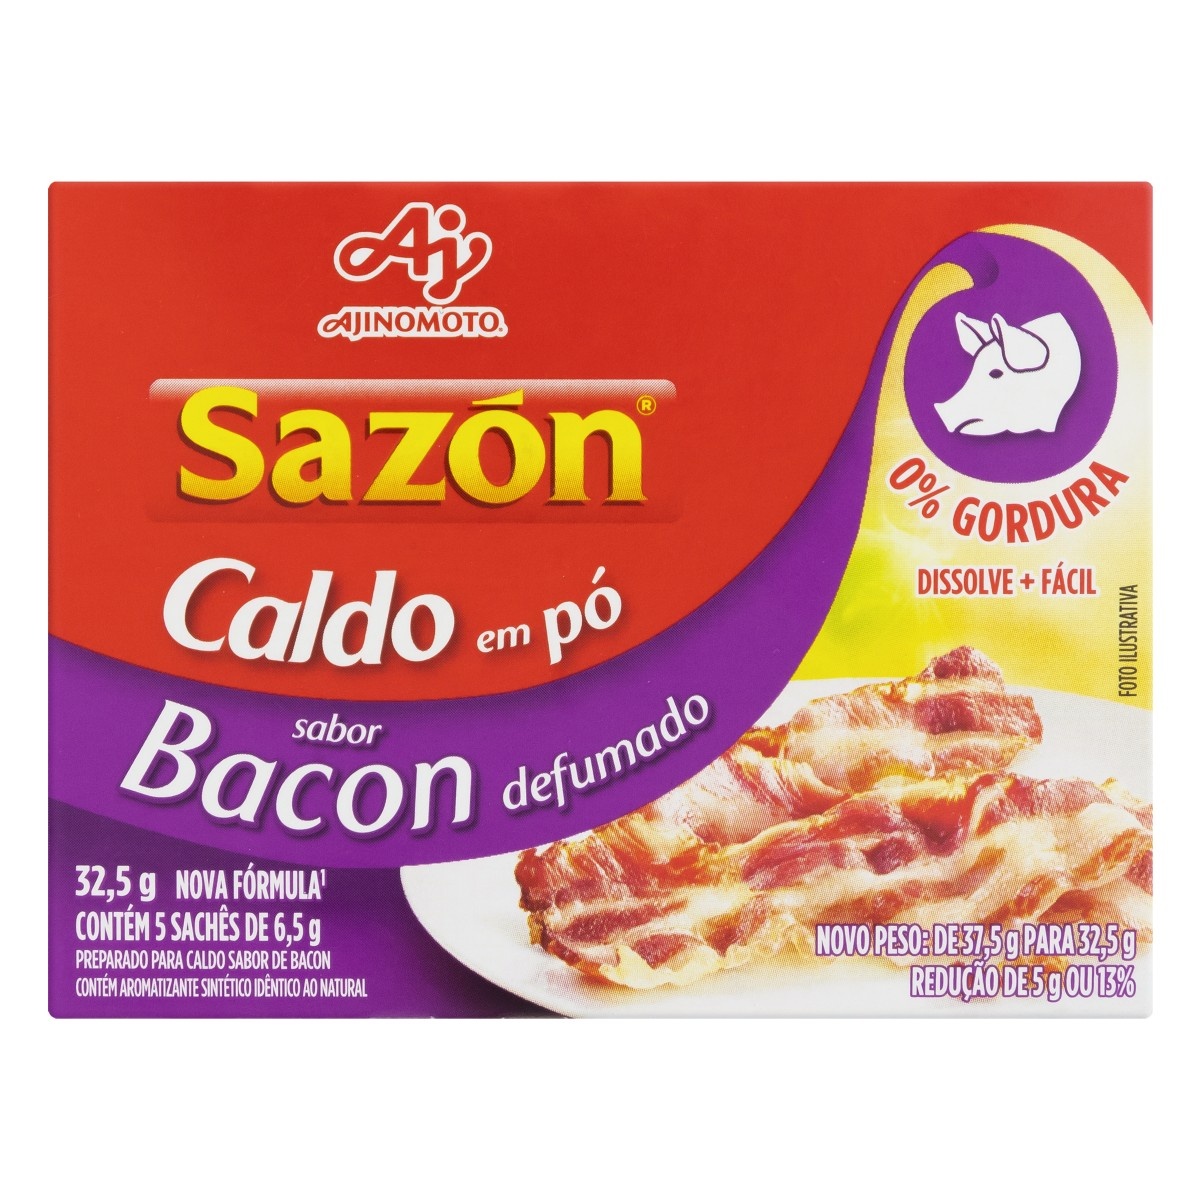 Aj
AJINOMOTO
Sazón®
Caldo em pó
sabor
Bacon defumado
0% GORDURA
DISSOLVE + FÁCIL
FOTO ILUSTRATIVA
32,5 g NOVA FÓRMULA¹
CONTÉM 5 SACHÊS DE 6,5 g
PREPARADO PARA CALDO SABOR DE BACON
CONTÉM AROMATIZANTE SINTÉTICO IDÊNTICO AO NATURAL
NOVO PESO: DE 37,5 g PARA 32,5 g
REDUÇÃO DE 5 g OU 13%